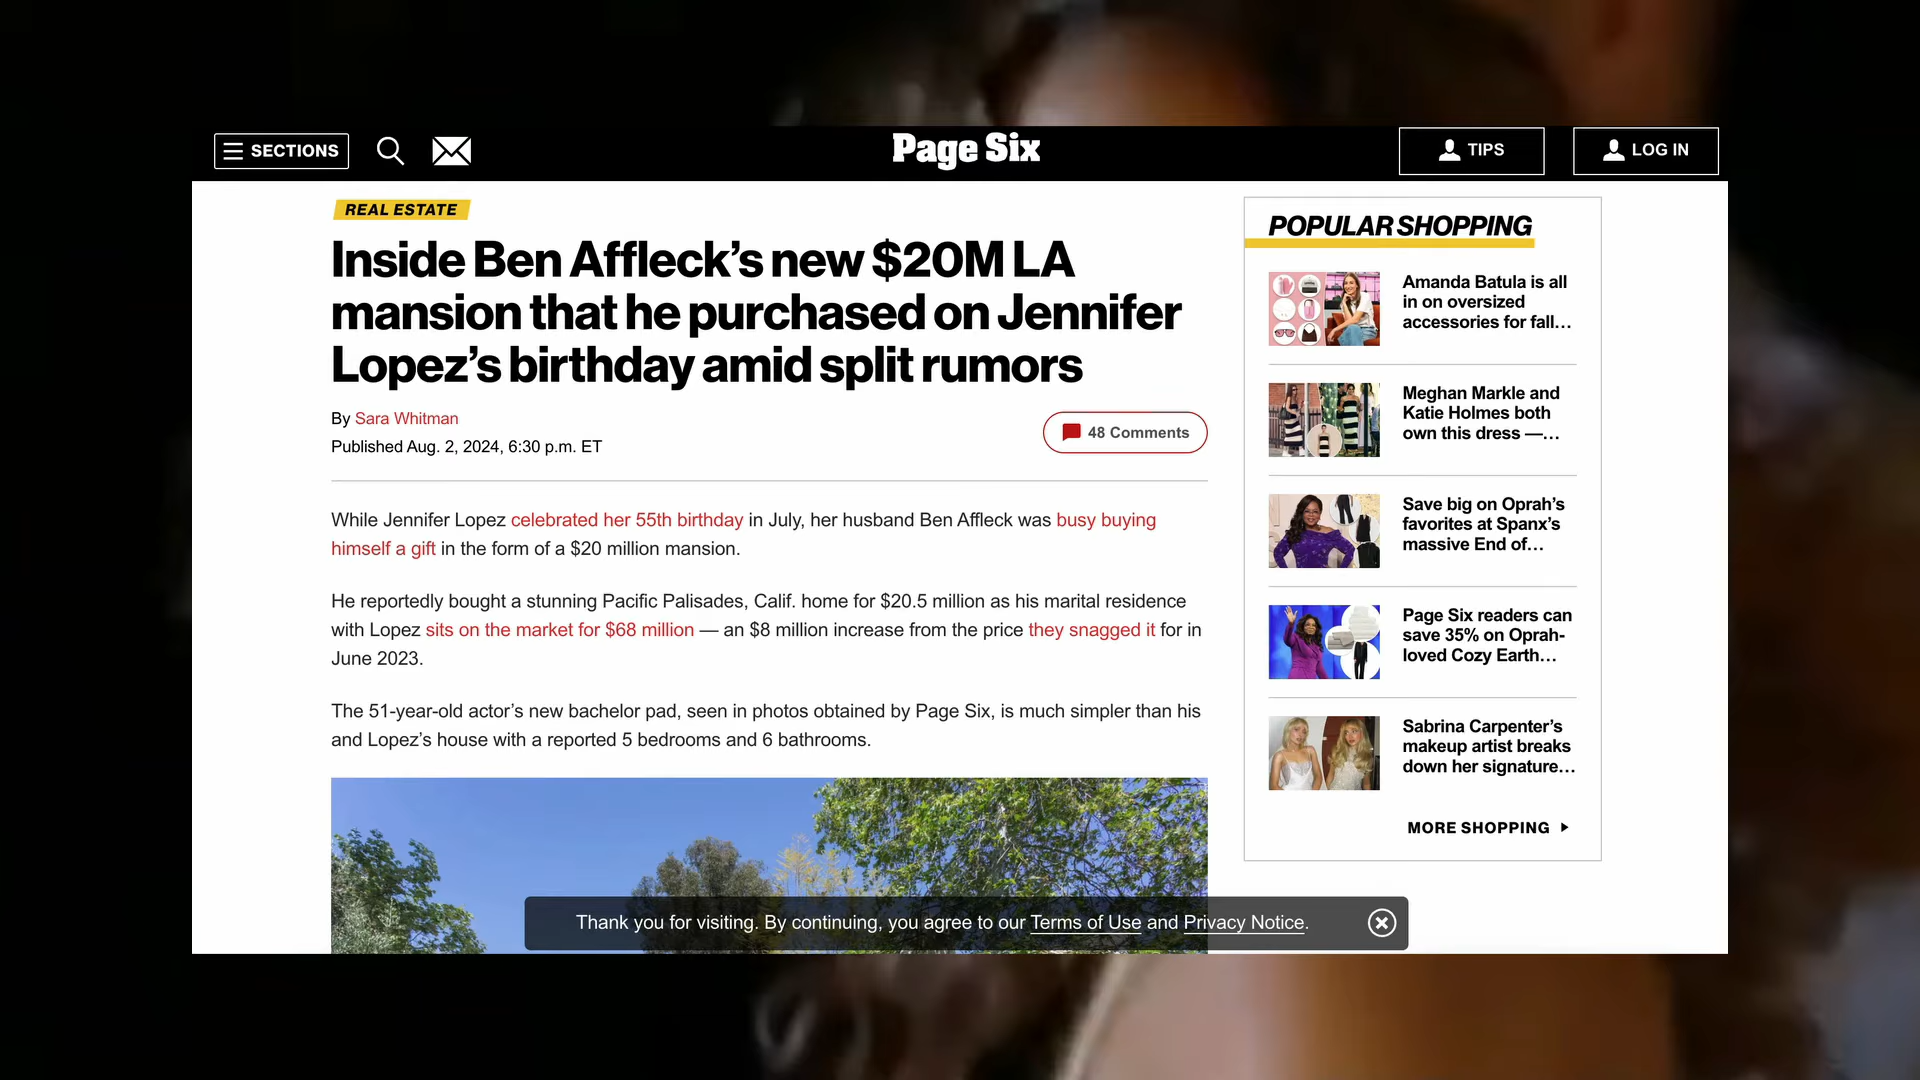 SECTIONS
Page Six
TIPS
LOG IN
REAL ESTATE
Inside Ben Affleck’s new $20M LA
mansion that he purchased on Jennifer
Lopez’s birthday amid split rumors
By Sara Whitman
Published Aug. 2, 2024, 6:30 p.m. ET
48 Comments
While Jennifer Lopez celebrated her 55th birthday in July, her husband Ben Affleck was busy buying
himself a gift in the form of a $20 million mansion.
He reportedly bought a stunning Pacific Palisades, Calif. home for $20.5 million as his marital residence
with Lopez sits on the market for $68 million — an $8 million increase from the price they snagged it for in
June 2023.
The 51-year-old actor’s new bachelor pad, seen in photos obtained by Page Six, is much simpler than his
and Lopez’s house with a reported 5 bedrooms and 6 bathrooms.
POPULAR SHOPPING
Amanda Batula is all
in on oversized
accessories for fall…
Meghan Markle and
Katie Holmes both
own this dress —…
Save big on Oprah’s
favorites at Spanx’s
massive End of…
Page Six readers can
save 35% on Oprah-
loved Cozy Earth…
Sabrina Carpenter’s
makeup artist breaks
down her signature…
MORE SHOPPING
Thank you for visiting. By continuing, you agree to our Terms of Use and Privacy Notice.